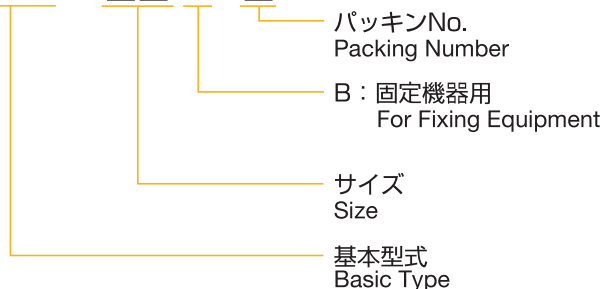 パッキンNo.
Packing Number
B：固定機器用
For Fixing Equipment
サイズ
Size
基本型式
Basic Type